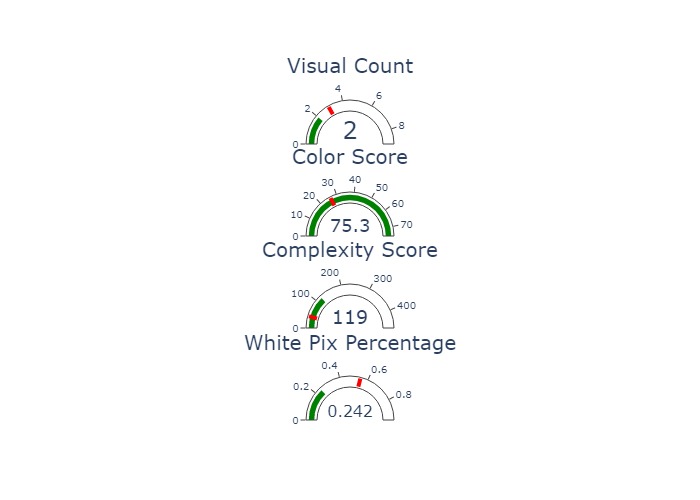 Visual Count
0 2 4 6 8
2
Color Score
0 10 20 30 40 50 60 70
75.3
Complexity Score
0 100 200 300 400
119
White Pix Percentage
0 0.2 0.4 0.6 0.8
0.242